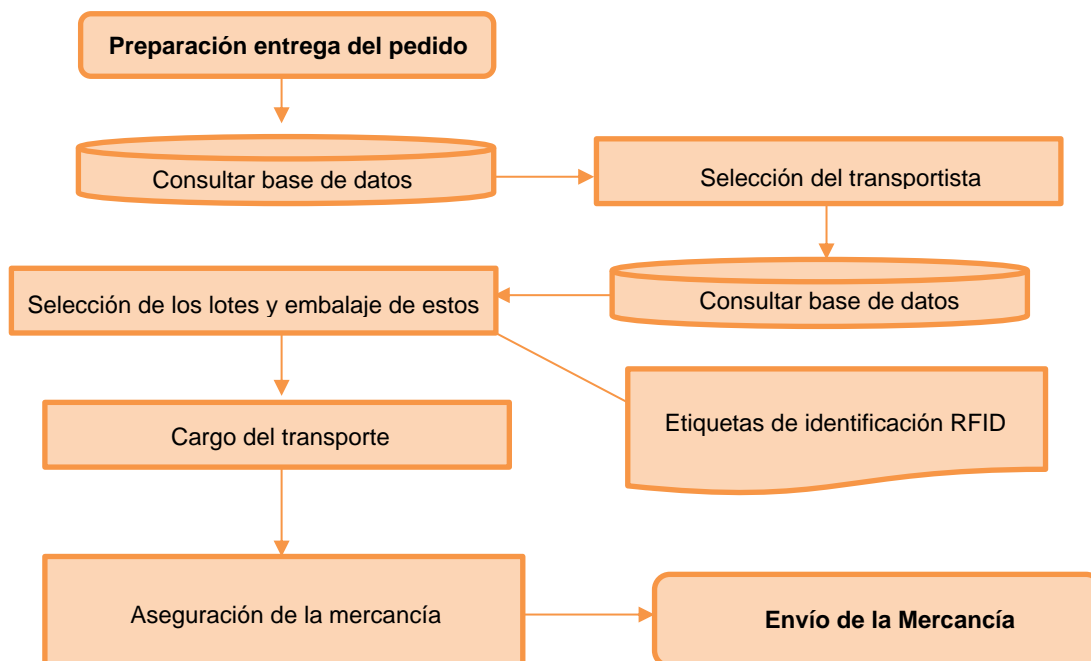 Preparación entrega del pedido
Consultar base de datos
Selección del transportista
Consultar base de datos
Selección de los lotes y embalaje de estos
Etiquetas de identificación RFID
Cargo del transporte
Aseguración de la mercancía
Envío de la Mercancía